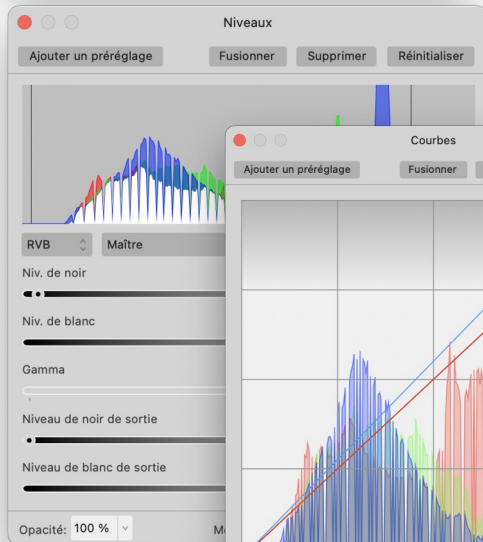 Niveaux
Ajouter un préréglage Fusionner Supprimer Réinitialiser
Courbes
Ajouter un préréglage Fusionner
RVB Maître
Niv. de noir
Niv. de blanc
Gamma
Niveau de noir de sortie
Niveau de blanc de sortie
Opacité: 100 %